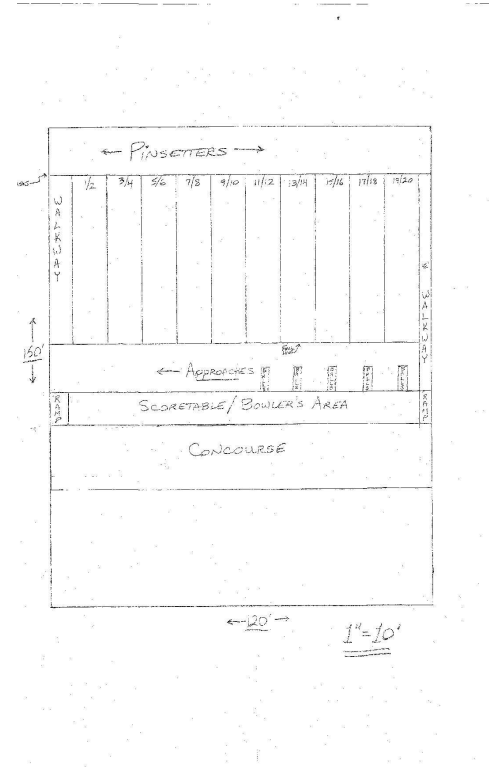 ← PINSETTERS →
1/2 3/4 5/6 7/8 9/10 11/12 13/14 15/16 17/18 19/20
WALKWAY
WALKWAY
150'
← APPROACHES
RAMP
SCORETABLE/BOWLER'S AREA
RAMP
CONCOURSE
←120'→
1"=10'